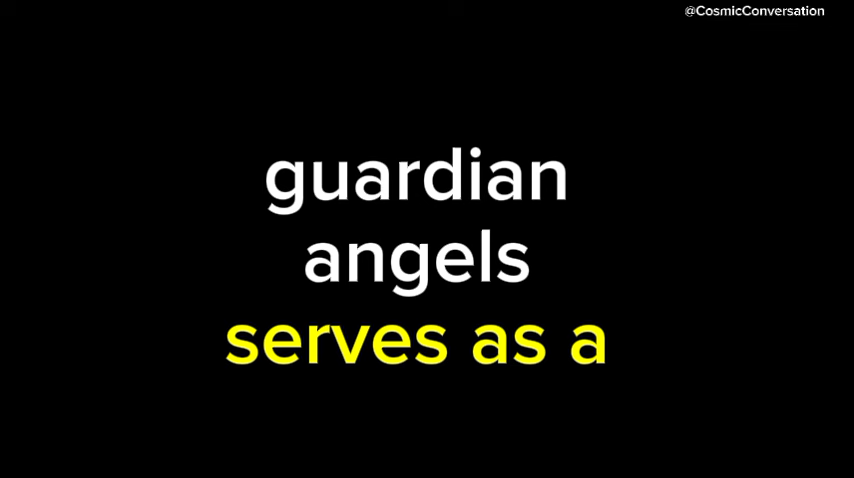 @CosmicConversation
guardian
angels
serves as a